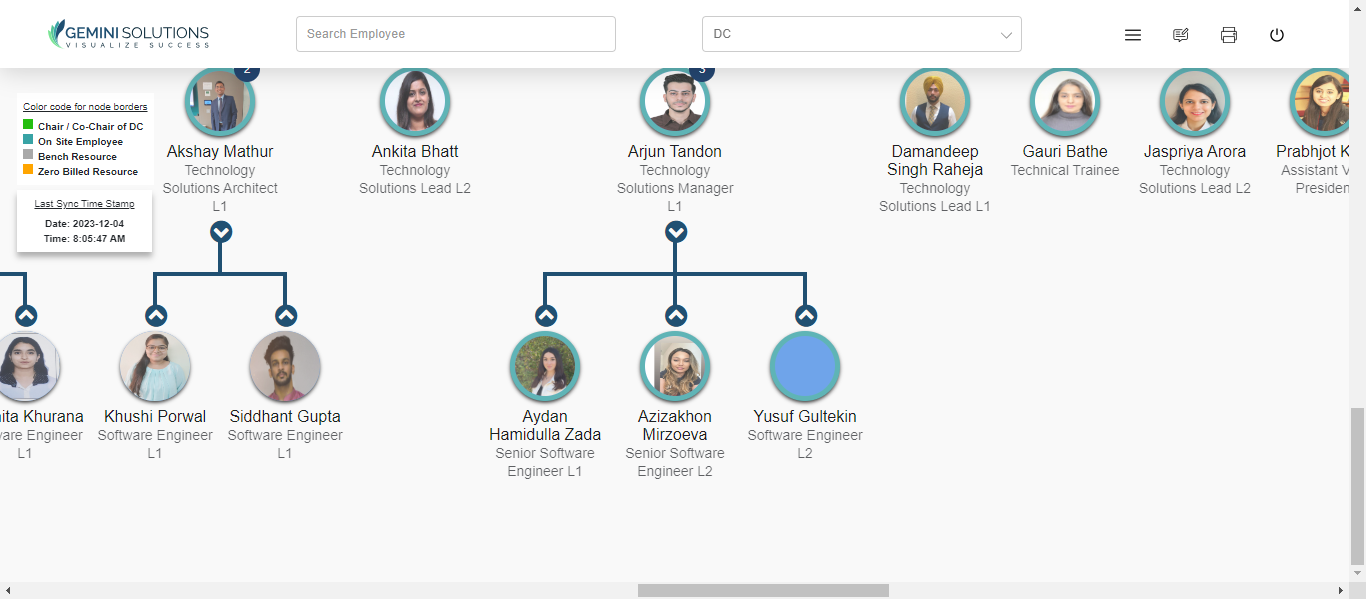 GEMINI SOLUTIONS
VISUALIZE SUCCESS
Search Employee
DC
Color code for node borders
Chair / Co-Chair of DC
On Site Employee
Bench Resource
Zero Billed Resource
Last Sync Time Stamp
Date: 2023-12-04
Time: 8:05:47 AM
2
Akshay Mathur
Technology
Solutions Architect
L1
Ankita Bhatt
Technology
Solutions Lead L2
3
Arjun Tandon
Technology
Solutions Manager
L1
Damandeep
Singh Raheja
Technology
Solutions Lead L1
Gauri Bathe
Technical Trainee
Jaspriya Arora
Technology
Solutions Lead L2
Prabhjot K
Assistant V
Presiden
ita Khurana
vare Engineer
L1
Khushi Porwal
Software Engineer
L1
Siddhant Gupta
Software Engineer
L1
Aydan
Hamidulla Zada
Senior Software
Engineer L1
Azizakhon
Mirzoeva
Senior Software
Engineer L2
Yusuf Gultekin
Software Engineer
L2